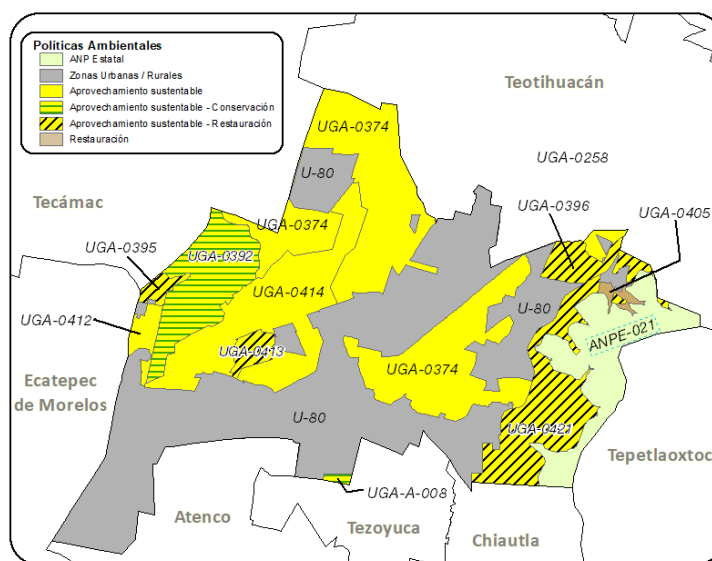 Políticas Ambientales
ANP Estatal
Zonas Urbanas / Rurales
Aprovechamiento sustentable
Aprovechamiento sustentable - Conservación
Aprovechamiento sustentable - Restauración
Restauración
Teotihuacán
UGA-0374
UGA-0258
U-80
UGA-0396
UGA-0405
Tecámac
UGA-0374
UGA-0395
UGA-0392
UGA-0414
U-80
UGA-0412
ANPE-021
UGA-0413
UGA-0374
Ecatepec
de Morelos
U-80
UGA-0421
Tepetlaoxtoc
UGA-A-008
Atenco
Tezoyuca
Chiautla